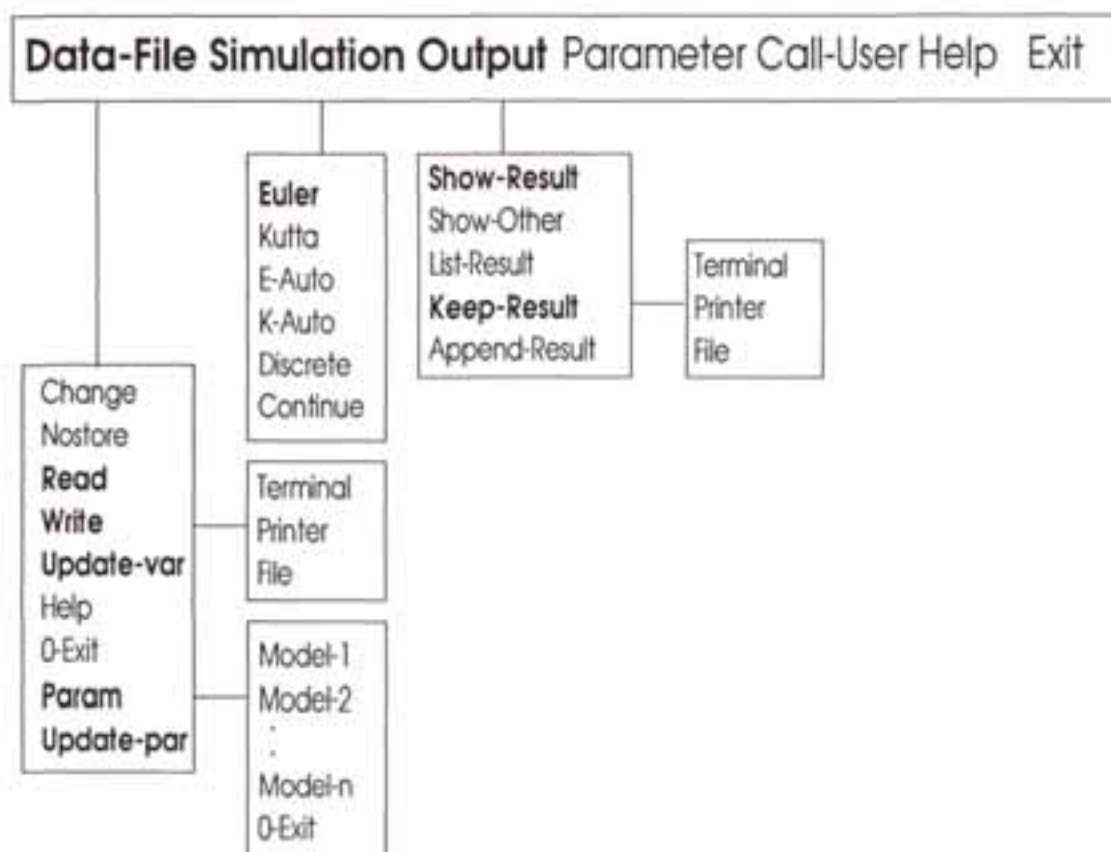 Data-File Simulation Output Parameter Call-User Help Exit
Euler
Kutta
E-Auto
K-Auto
Discrete
Continue
Show-Result
Show-Other
List-Result
Keep-Result
Append-Result
Terminal
Printer
File
Change
Nostore
Read
Write
Update-var
Help
0-Exit
Param
Update-par
Terminal
Printer
File
Model-1
Model-2
:
Model-n
0-Exit